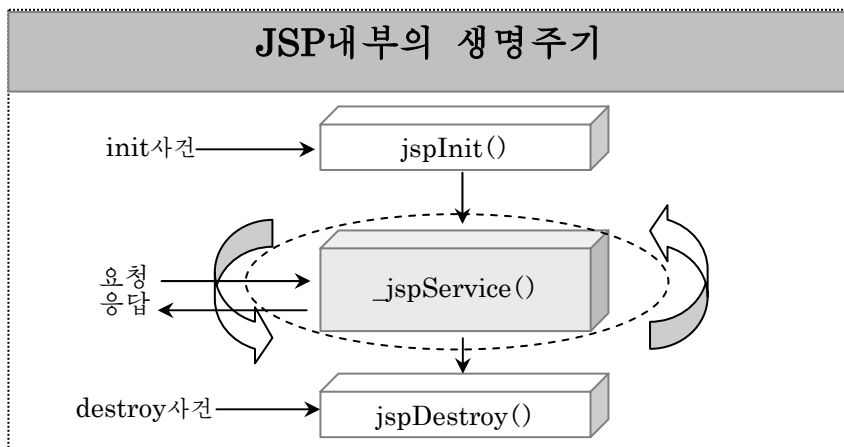 JSP내부의 생명주기
init사건
jspInit()
요청
응답
_jspService()
destroy사건
jspDestroy()